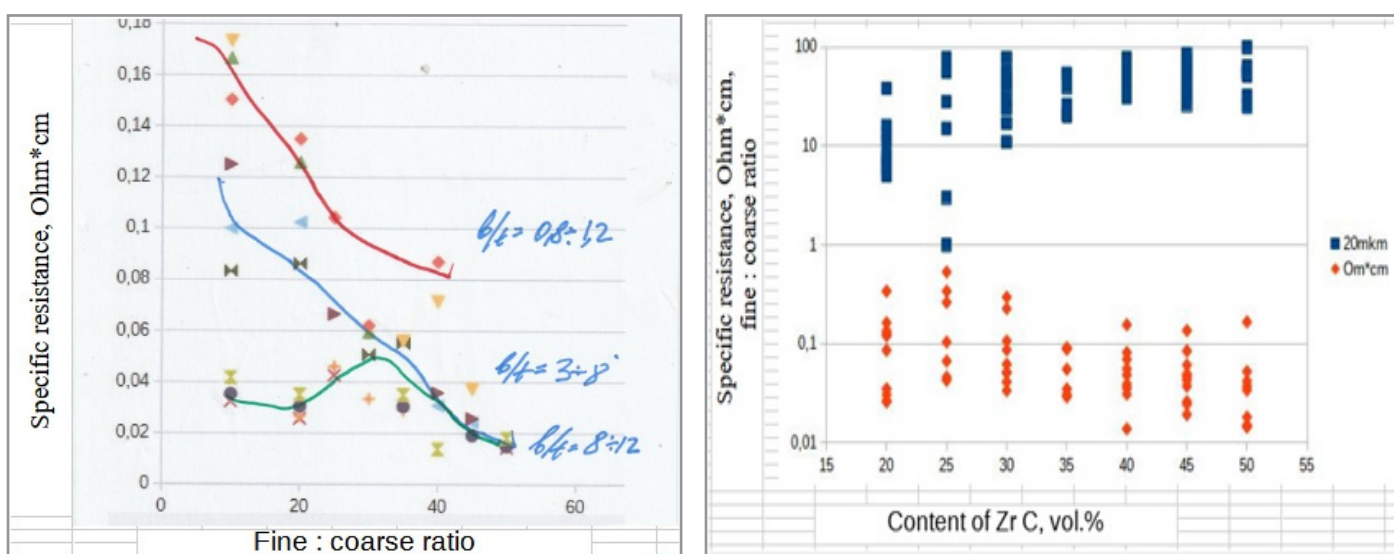 Specific resistance, Ohm*cm
0,18
0,16
0,14
0,12
0,1
0,08
0,06
0,04
0,02
0
0 20 40 60
b/t= 0,8÷1,2
b/t= 3÷8
b/t= 8÷12
Fine : coarse ratio
Specific resistance, Ohm*cm,
fine : coarse ratio
100
10
1
0,1
0,01
15 20 25 30 35 40 45 50 55
20mkm
Om*cm
Content of Zr C, vol.%